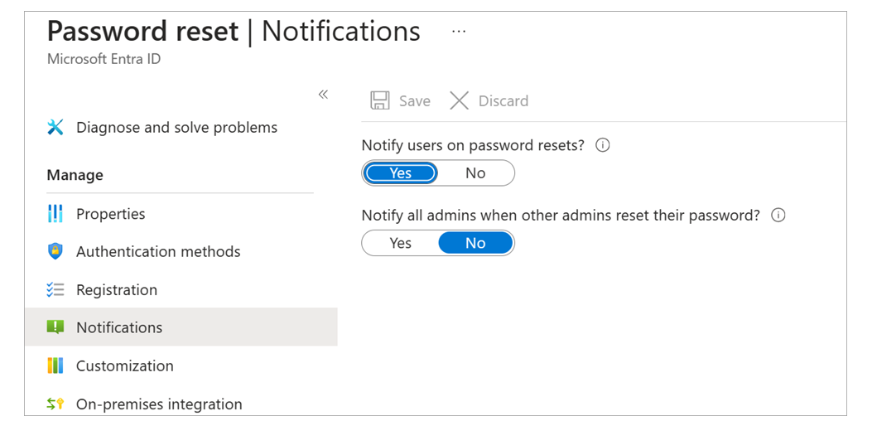 Password reset | Notifications ...
Microsoft Entra ID
«
Diagnose and solve problems
Manage
Properties
Authentication methods
Registration
Notifications
Customization
On-premises integration
Save Discard
Notify users on password resets?
Yes No
Notify all admins when other admins reset their password?
Yes No